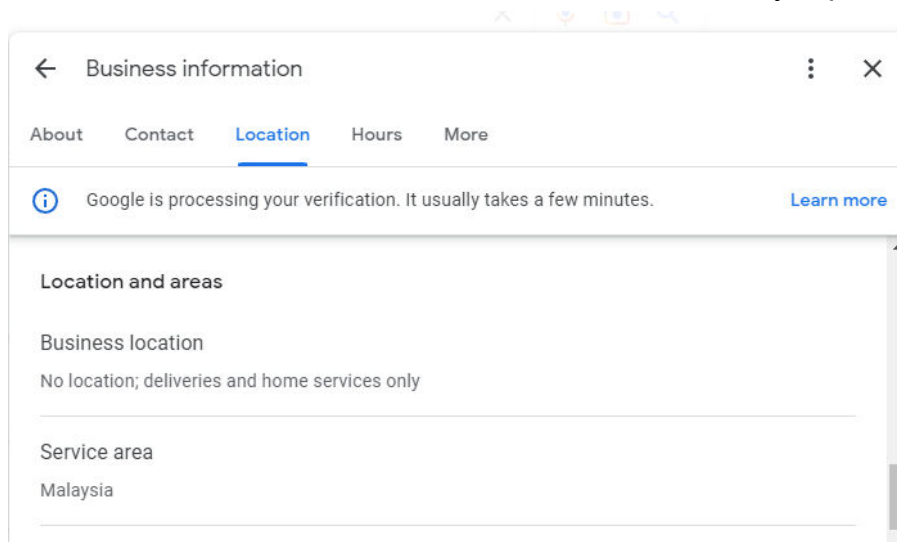 Business information
About Contact Location Hours More
Google is processing your verification. It usually takes a few minutes. Learn more
Location and areas
Business location
No location; deliveries and home services only
Service area
Malaysia